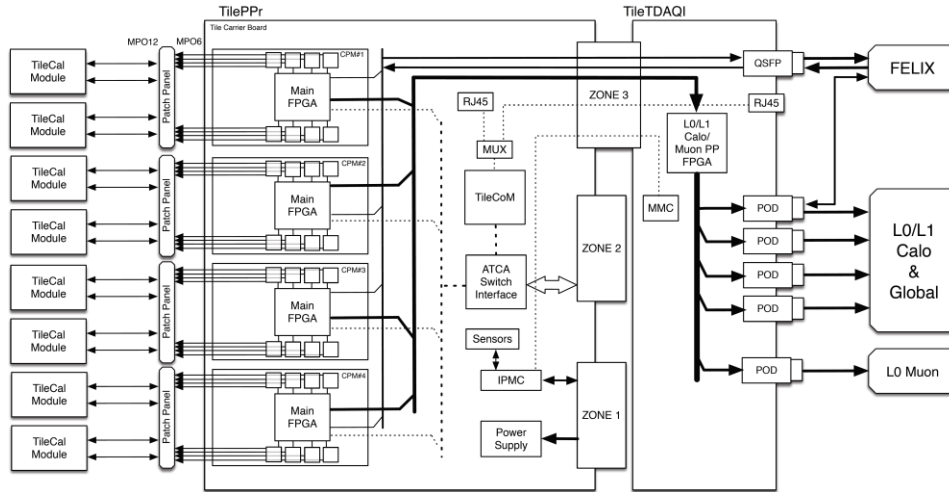 TilePPr
TileTDAQI
Tile Carrier Board
MPO12
MPO6
TileCal
Module
TileCal
Module
TileCal
Module
TileCal
Module
TileCal
Module
TileCal
Module
TileCal
Module
TileCal
Module
Patch Panel
Patch Panel
Patch Panel
Patch Panel
CPM#1
Main
FPGA
CPM#2
Main
FPGA
CPM#3
Main
FPGA
CPM#4
Main
FPGA
RJ45
MUX
TileCoM
ATCA
Switch
Interface
Sensors
IPMC
Power
Supply
ZONE 3
ZONE 2
ZONE 1
QSFP
RJ45
L0/L1
Calo/
Muon PP
FPGA
MMC
POD
POD
POD
POD
POD
FELIX
L0/L1
Calo
&
Global
L0 Muon